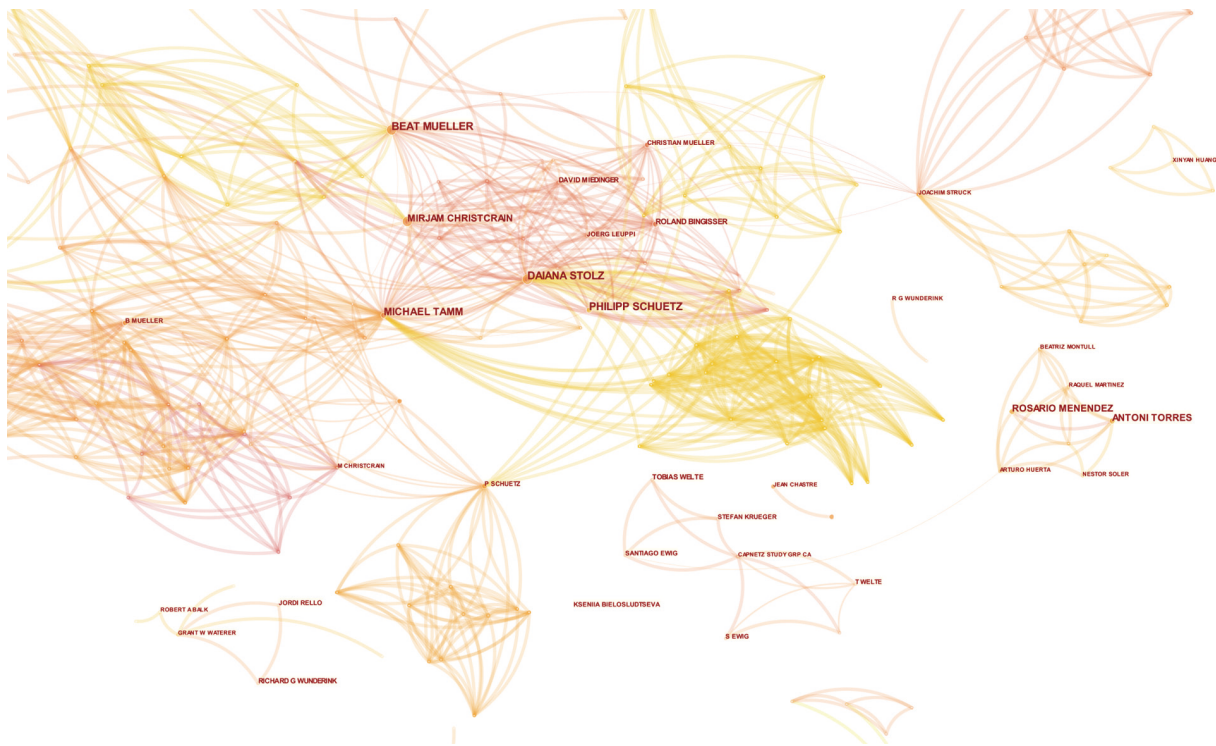 BEAT MUELLER
CHRISTIAN MUELLER
XINYAN HUANG
DAVID MIEDINGER
JOACHIM STRUCK
MIRJAM CHRISTCRAIN
ROLAND BINGISSER
JOERG LEUPPI
DAIANA STOLZ
R G WUNDERINK
PHILIPP SCHUETZ
MICHAEL TAMM
B MUELLER
BEATRIZ MONTULL
RAQUEL MARTINEZ
ROSARIO MENENDEZ
ANTONI TORRES
M CHRISTCRAIN
ARTURO HUERTA
NESTOR SOLER
TOBIAS WELTE
P SCHUETZ
JEAN CHASTRE
STEFAN KRUEGER
SANTIAGO EWIG
CAPNETZ STUDY GRP CA
T WELTE
JORDI RELLO
KSENIIA BIELOSLUDTSEVA
ROBERT A BALK
GRANT W WATERER
S EWIG
RICHARD G WUNDERINK